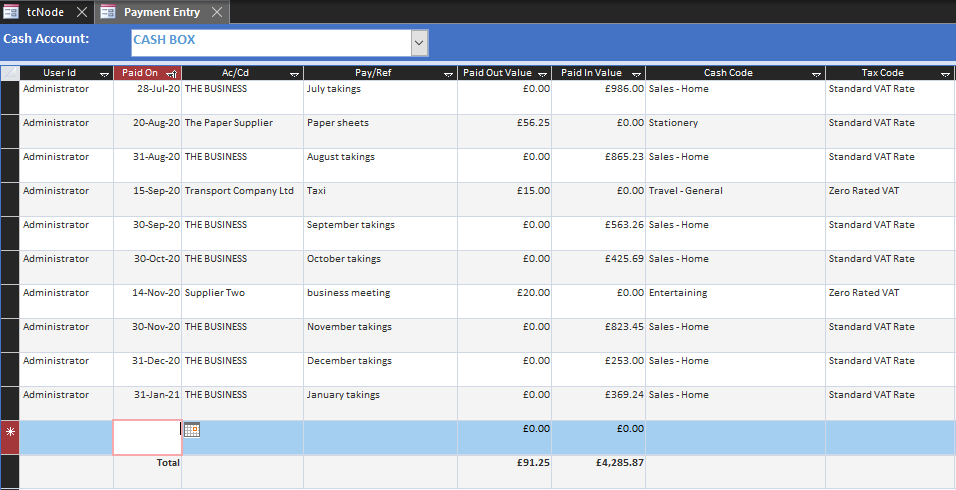 tcNode Payment Entry
Cash Account: CASH BOX
User Id Paid On Ac/Cd Pay/Ref Paid Out Value Paid In Value Cash Code Tax Code
Administrator 28-Jul-20 THE BUSINESS July takings £0.00 £986.00 Sales - Home Standard VAT Rate
Administrator 20-Aug-20 The Paper Supplier Paper sheets £56.25 £0.00 Stationery Standard VAT Rate
Administrator 31-Aug-20 THE BUSINESS August takings £0.00 £865.23 Sales - Home Standard VAT Rate
Administrator 15-Sep-20 Transport Company Ltd Taxi £15.00 £0.00 Travel - General Zero Rated VAT
Administrator 30-Sep-20 THE BUSINESS September takings £0.00 £563.26 Sales - Home Standard VAT Rate
Administrator 30-Oct-20 THE BUSINESS October takings £0.00 £425.69 Sales - Home Standard VAT Rate
Administrator 14-Nov-20 Supplier Two business meeting £20.00 £0.00 Entertaining Zero Rated VAT
Administrator 30-Nov-20 THE BUSINESS November takings £0.00 £823.45 Sales - Home Standard VAT Rate
Administrator 31-Dec-20 THE BUSINESS December takings £0.00 £253.00 Sales - Home Standard VAT Rate
Administrator 31-Jan-21 THE BUSINESS January takings £0.00 £369.24 Sales - Home Standard VAT Rate
£0.00 £0.00
Total £91.25 £4,285.87